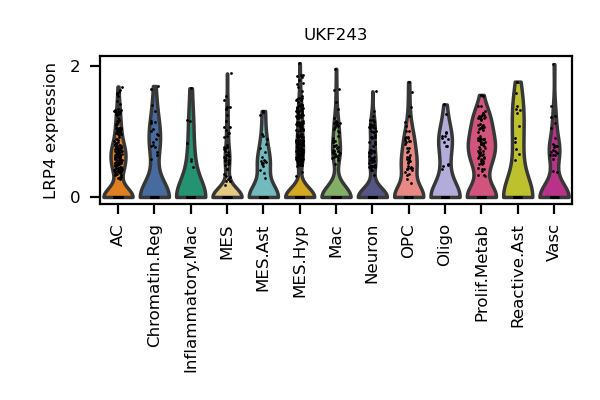 UKF243
LRP4 expression
2
0
AC
Chromatin.Reg
Inflammatory.Mac
MES
MES.Ast
MES.Hyp
Mac
Neuron
OPC
Oligo
Prolif.Metab
Reactive.Ast
Vasc